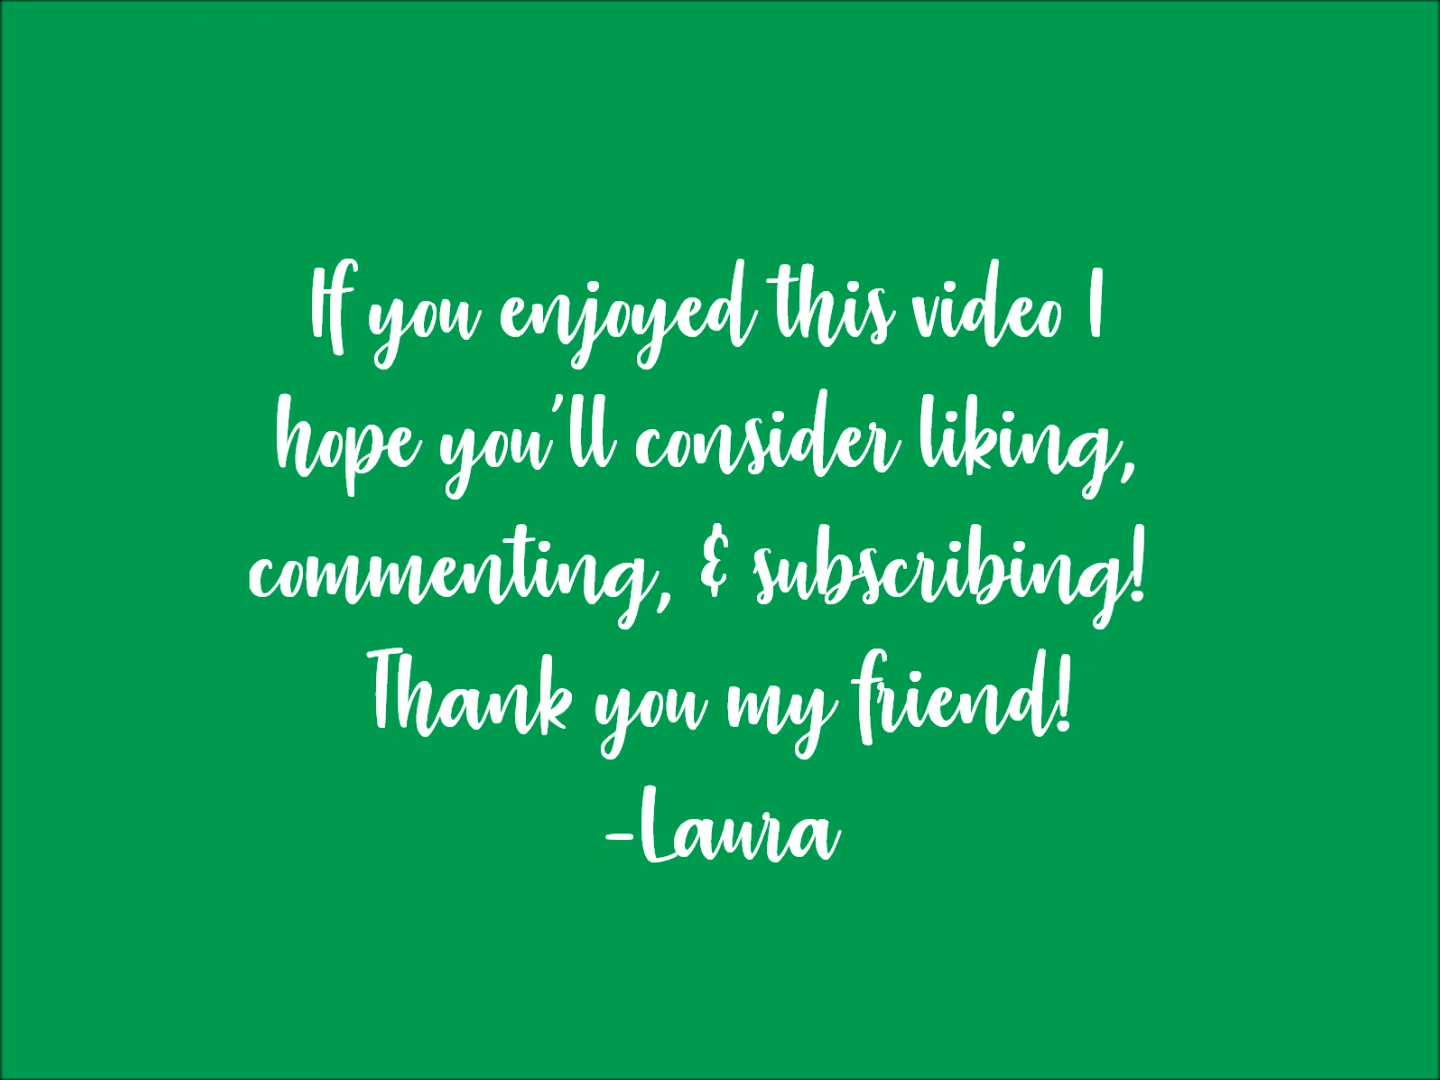 If you enjoyed this video I
hope you'll consider liking,
commenting, & subscribing!
Thank you my friend!
-Laura